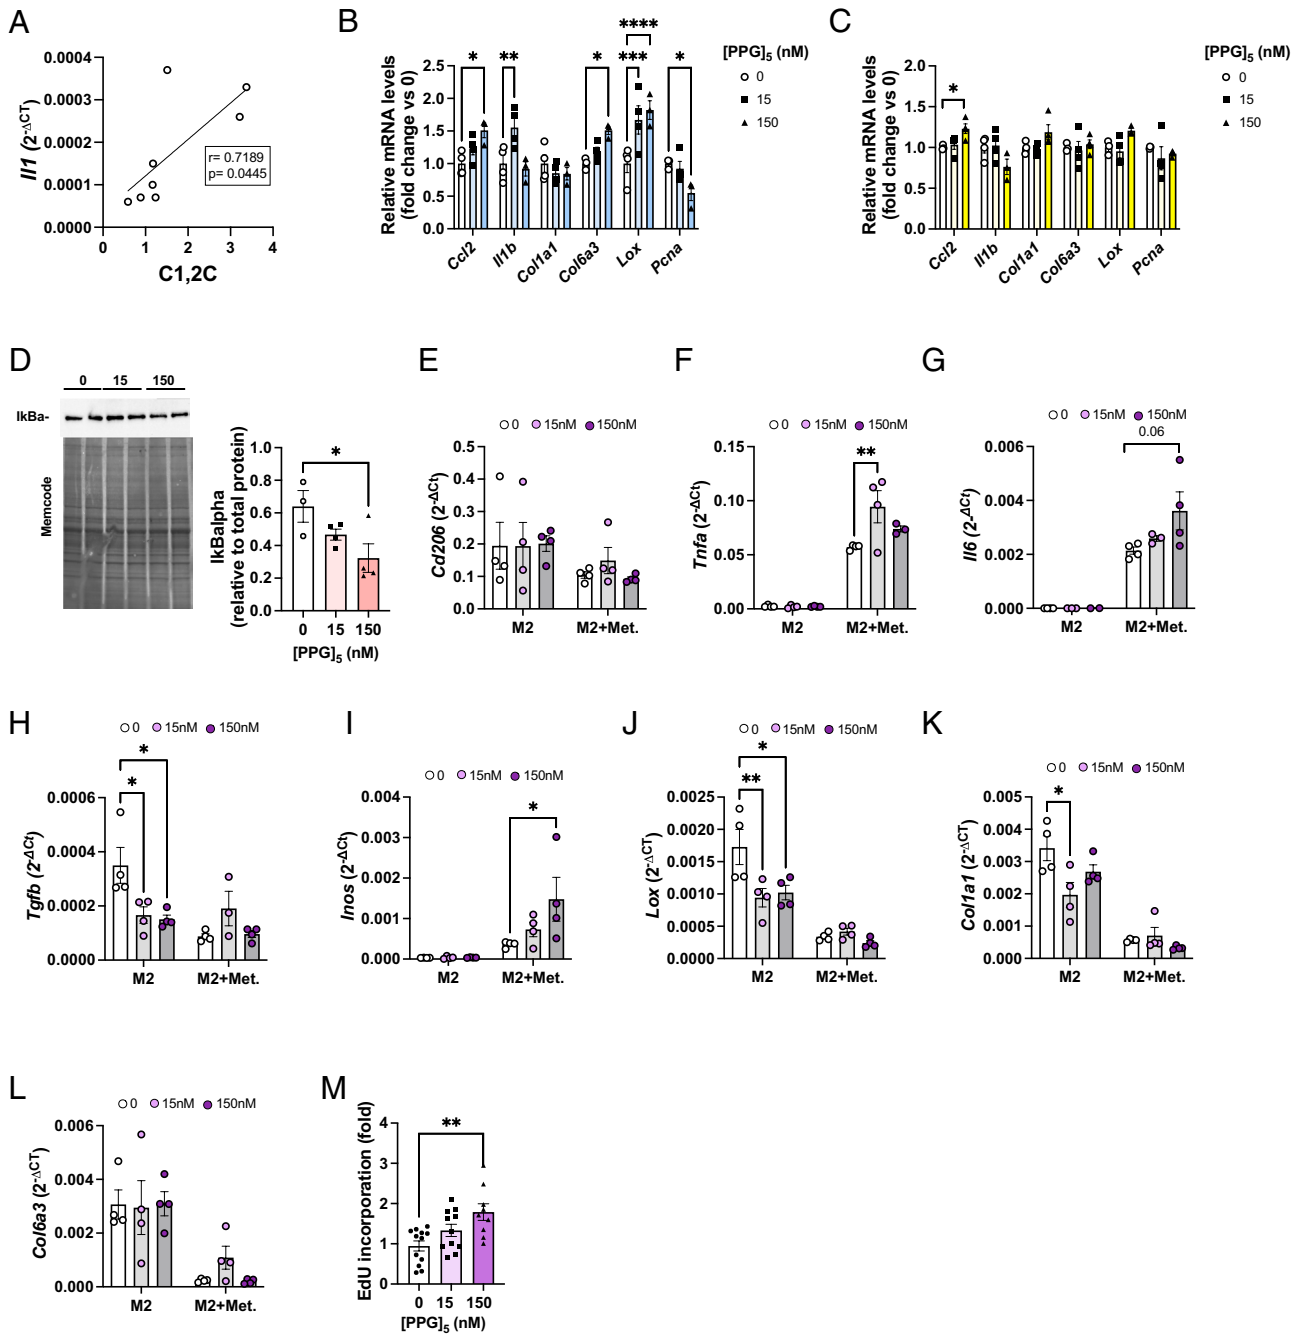 A
Il1 (2-ΔCT)
0.0004
0.0003
0.0002
0.0001
0.0000
r= 0.7189
p= 0.0445
0 1 2 3 4
C1,2C
B
Relative mRNA levels
(fold change vs 0)
2.5
2.0
1.5
1.0
0.5
0.0
* ** * *** **** *
Ccl2 Il1b Col1a1 Col6a3 Lox Pcna
[PPG]5 (nM)
0
15
150
C
Relative mRNA levels
(fold change vs 0)
2.0
1.5
1.0
0.5
0.0
*
Ccl2 Il1b Col1a1 Col6a3 Lox Pcna
[PPG]5 (nM)
0
15
150
D
0 15 150
IkBa-
Memcode
IkBalpha
(relative to total protein)
1.0
0.8
0.6
0.4
0.2
0.0
*
0 15 150
[PPG]5 (nM)
E
0 15nM 150nM
Cd206 (2-ΔCt)
0.5
0.4
0.3
0.2
0.1
0.0
M2 M2+Met.
F
0 15nM 150nM
Tnfa (2-ΔCt)
0.15
0.10
0.05
0.00
**
M2 M2+Met.
G
0 15nM 150nM
0.06
Il6 (2-ΔCt)
0.006
0.004
0.002
0.000
M2 M2+Met.
H
0 15nM 150nM
*
*
Tgfb (2-ΔCt)
0.0006
0.0004
0.0002
0.0000
M2 M2+Met.
I
0 15nM 150nM
Inos (2-ΔCt)
0.004
0.003
0.002
0.001
0.000
*
M2 M2+Met.
J
0 15nM 150nM
*
**
Lox (2-ΔCT)
0.0025
0.0020
0.0015
0.0010
0.0005
0.0000
M2 M2+Met.
K
0 15nM 150nM
*
Col1a1 (2-ΔCT)
0.005
0.004
0.003
0.002
0.001
0.000
M2 M2+Met.
L
0 15nM 150nM
Col6a3 (2-ΔCT)
0.006
0.004
0.002
0.000
M2 M2+Met.
M
EdU incorporation (fold)
4
3
2
1
0
**
0 15 150
[PPG]5 (nM)